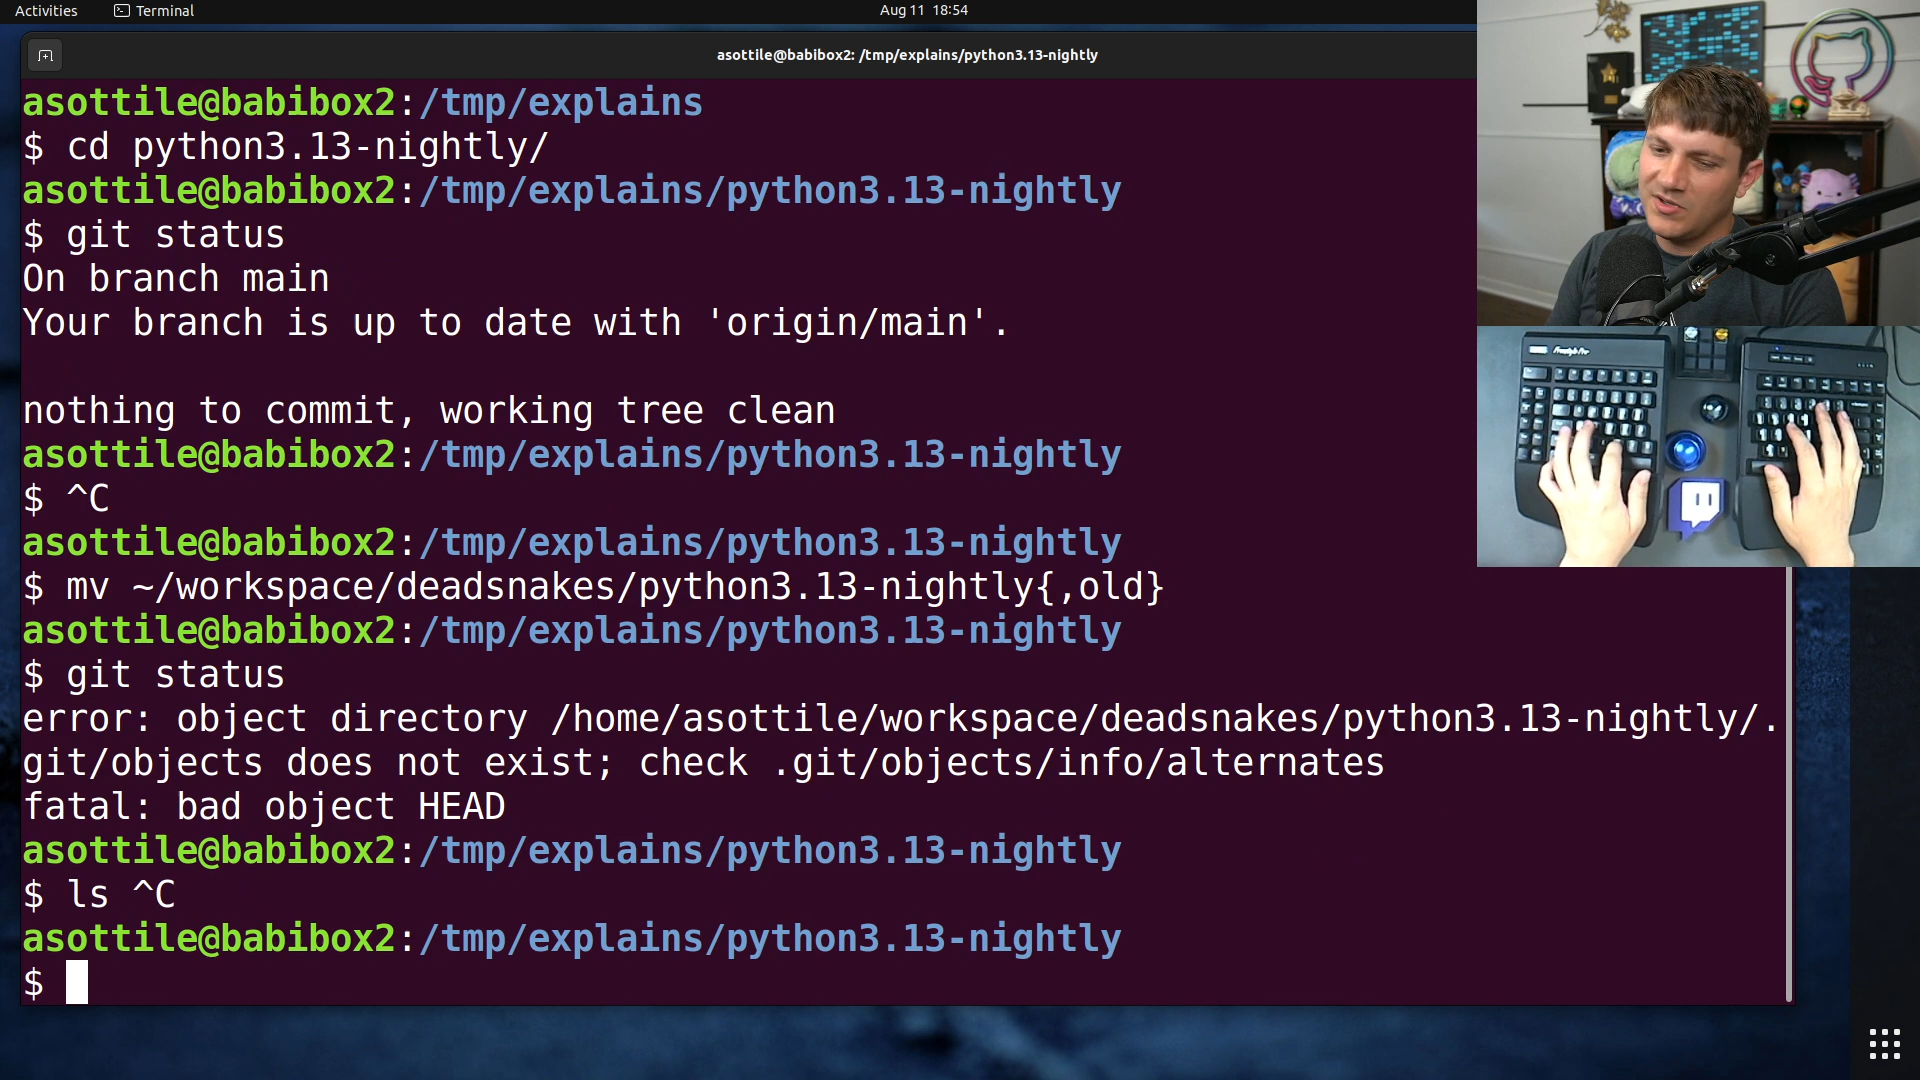 Activities
Terminal
Aug 11 18:54
asottile@babibox2: /tmp/explains/python3.13-nightly
asottile@babibox2:/tmp/explains
$ cd python3.13-nightly/
asottile@babibox2:/tmp/explains/python3.13-nightly
$ git status
On branch main
Your branch is up to date with 'origin/main'.
nothing to commit, working tree clean
asottile@babibox2:/tmp/explains/python3.13-nightly
$ ^C
asottile@babibox2:/tmp/explains/python3.13-nightly
$ mv ~/workspace/deadsnakes/python3.13-nightly{,old}
asottile@babibox2:/tmp/explains/python3.13-nightly
$ git status
error: object directory /home/asottile/workspace/deadsnakes/python3.13-nightly/.
git/objects does not exist; check .git/objects/info/alternates
fatal: bad object HEAD
asottile@babibox2:/tmp/explains/python3.13-nightly
$ ls ^C
asottile@babibox2:/tmp/explains/python3.13-nightly
$